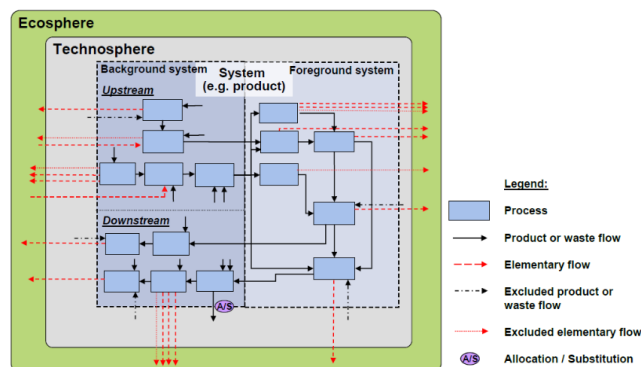 Ecosphere
Technosphere
Background system
System
(e.g. product)
Foreground system
Upstream
Downstream
A/S
Legend:
Process
Product or waste flow
Elementary flow
Excluded product or
waste flow
Excluded elementary flow
A/S
Allocation / Substitution